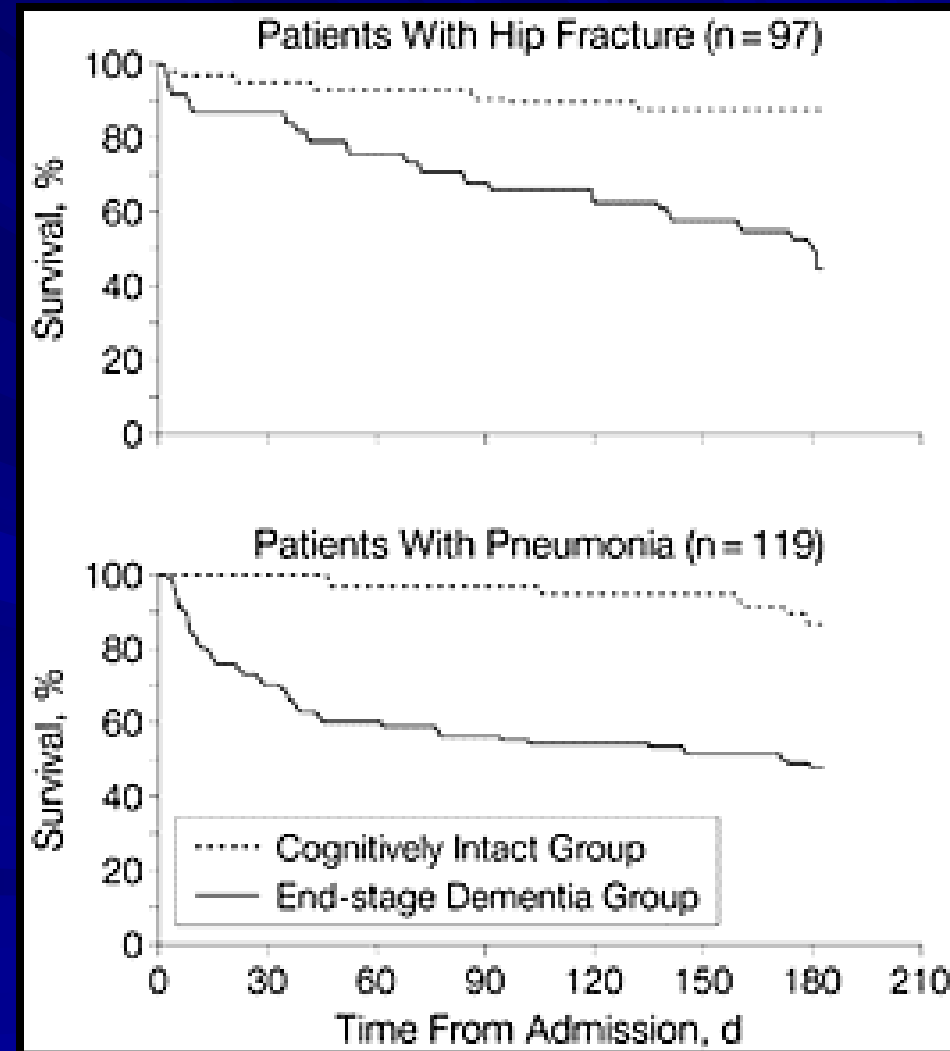 Patients With Hip Fracture (n = 97)
100
80
60
40
20
0
Survival, %
Patients With Pneumonia (n = 119)
100
80
60
40
20
0
Survival, %
Cognitively Intact Group
End-stage Dementia Group
0 30 60 90 120 150 180 210
Time From Admission, d